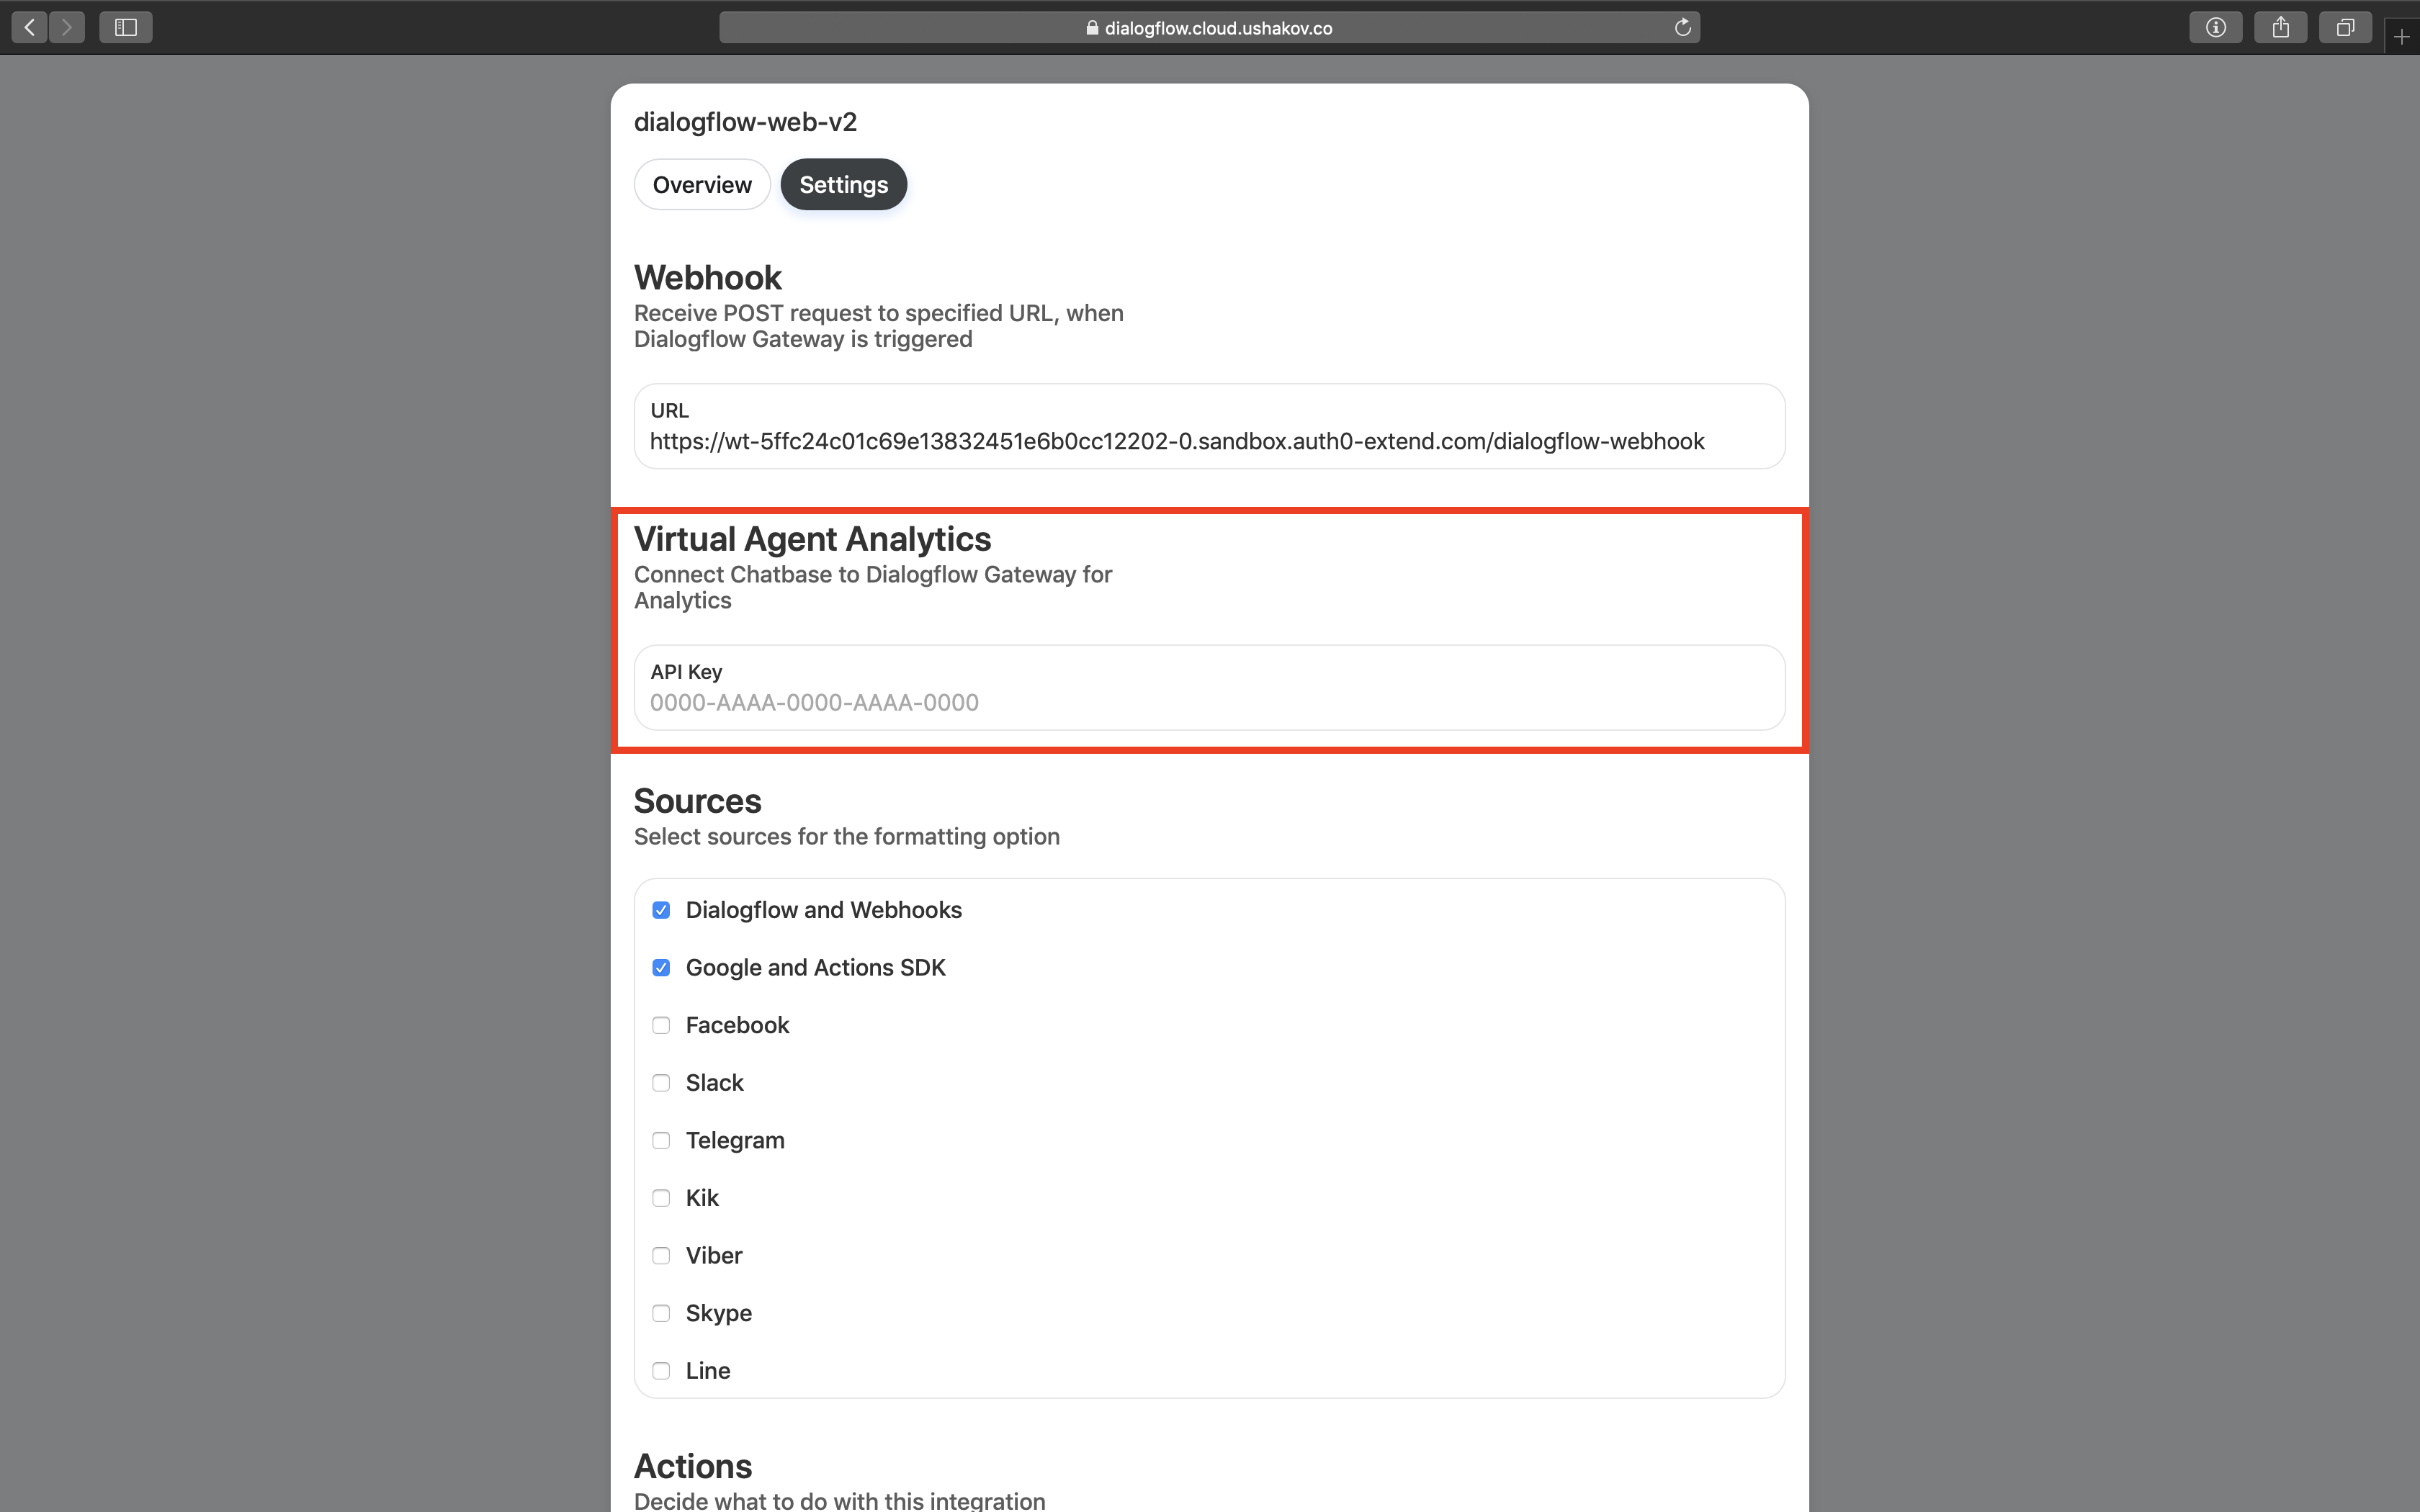 dialogflow.cloud.ushakov.co
dialogflow-web-v2
Overview Settings
Webhook
Receive POST request to specified URL, when
Dialogflow Gateway is triggered
URL
https://wt-5ffc24c01c69e13832451e6b0cc12202-0.sandbox.auth0-extend.com/dialogflow-webhook
Virtual Agent Analytics
Connect Chatbase to Dialogflow Gateway for
Analytics
API Key
0000-AAAA-0000-AAAA-0000
Sources
Select sources for the formatting option
Dialogflow and Webhooks
Google and Actions SDK
Facebook
Slack
Telegram
Kik
Viber
Skype
Line
Actions
Decide what to do with this integration